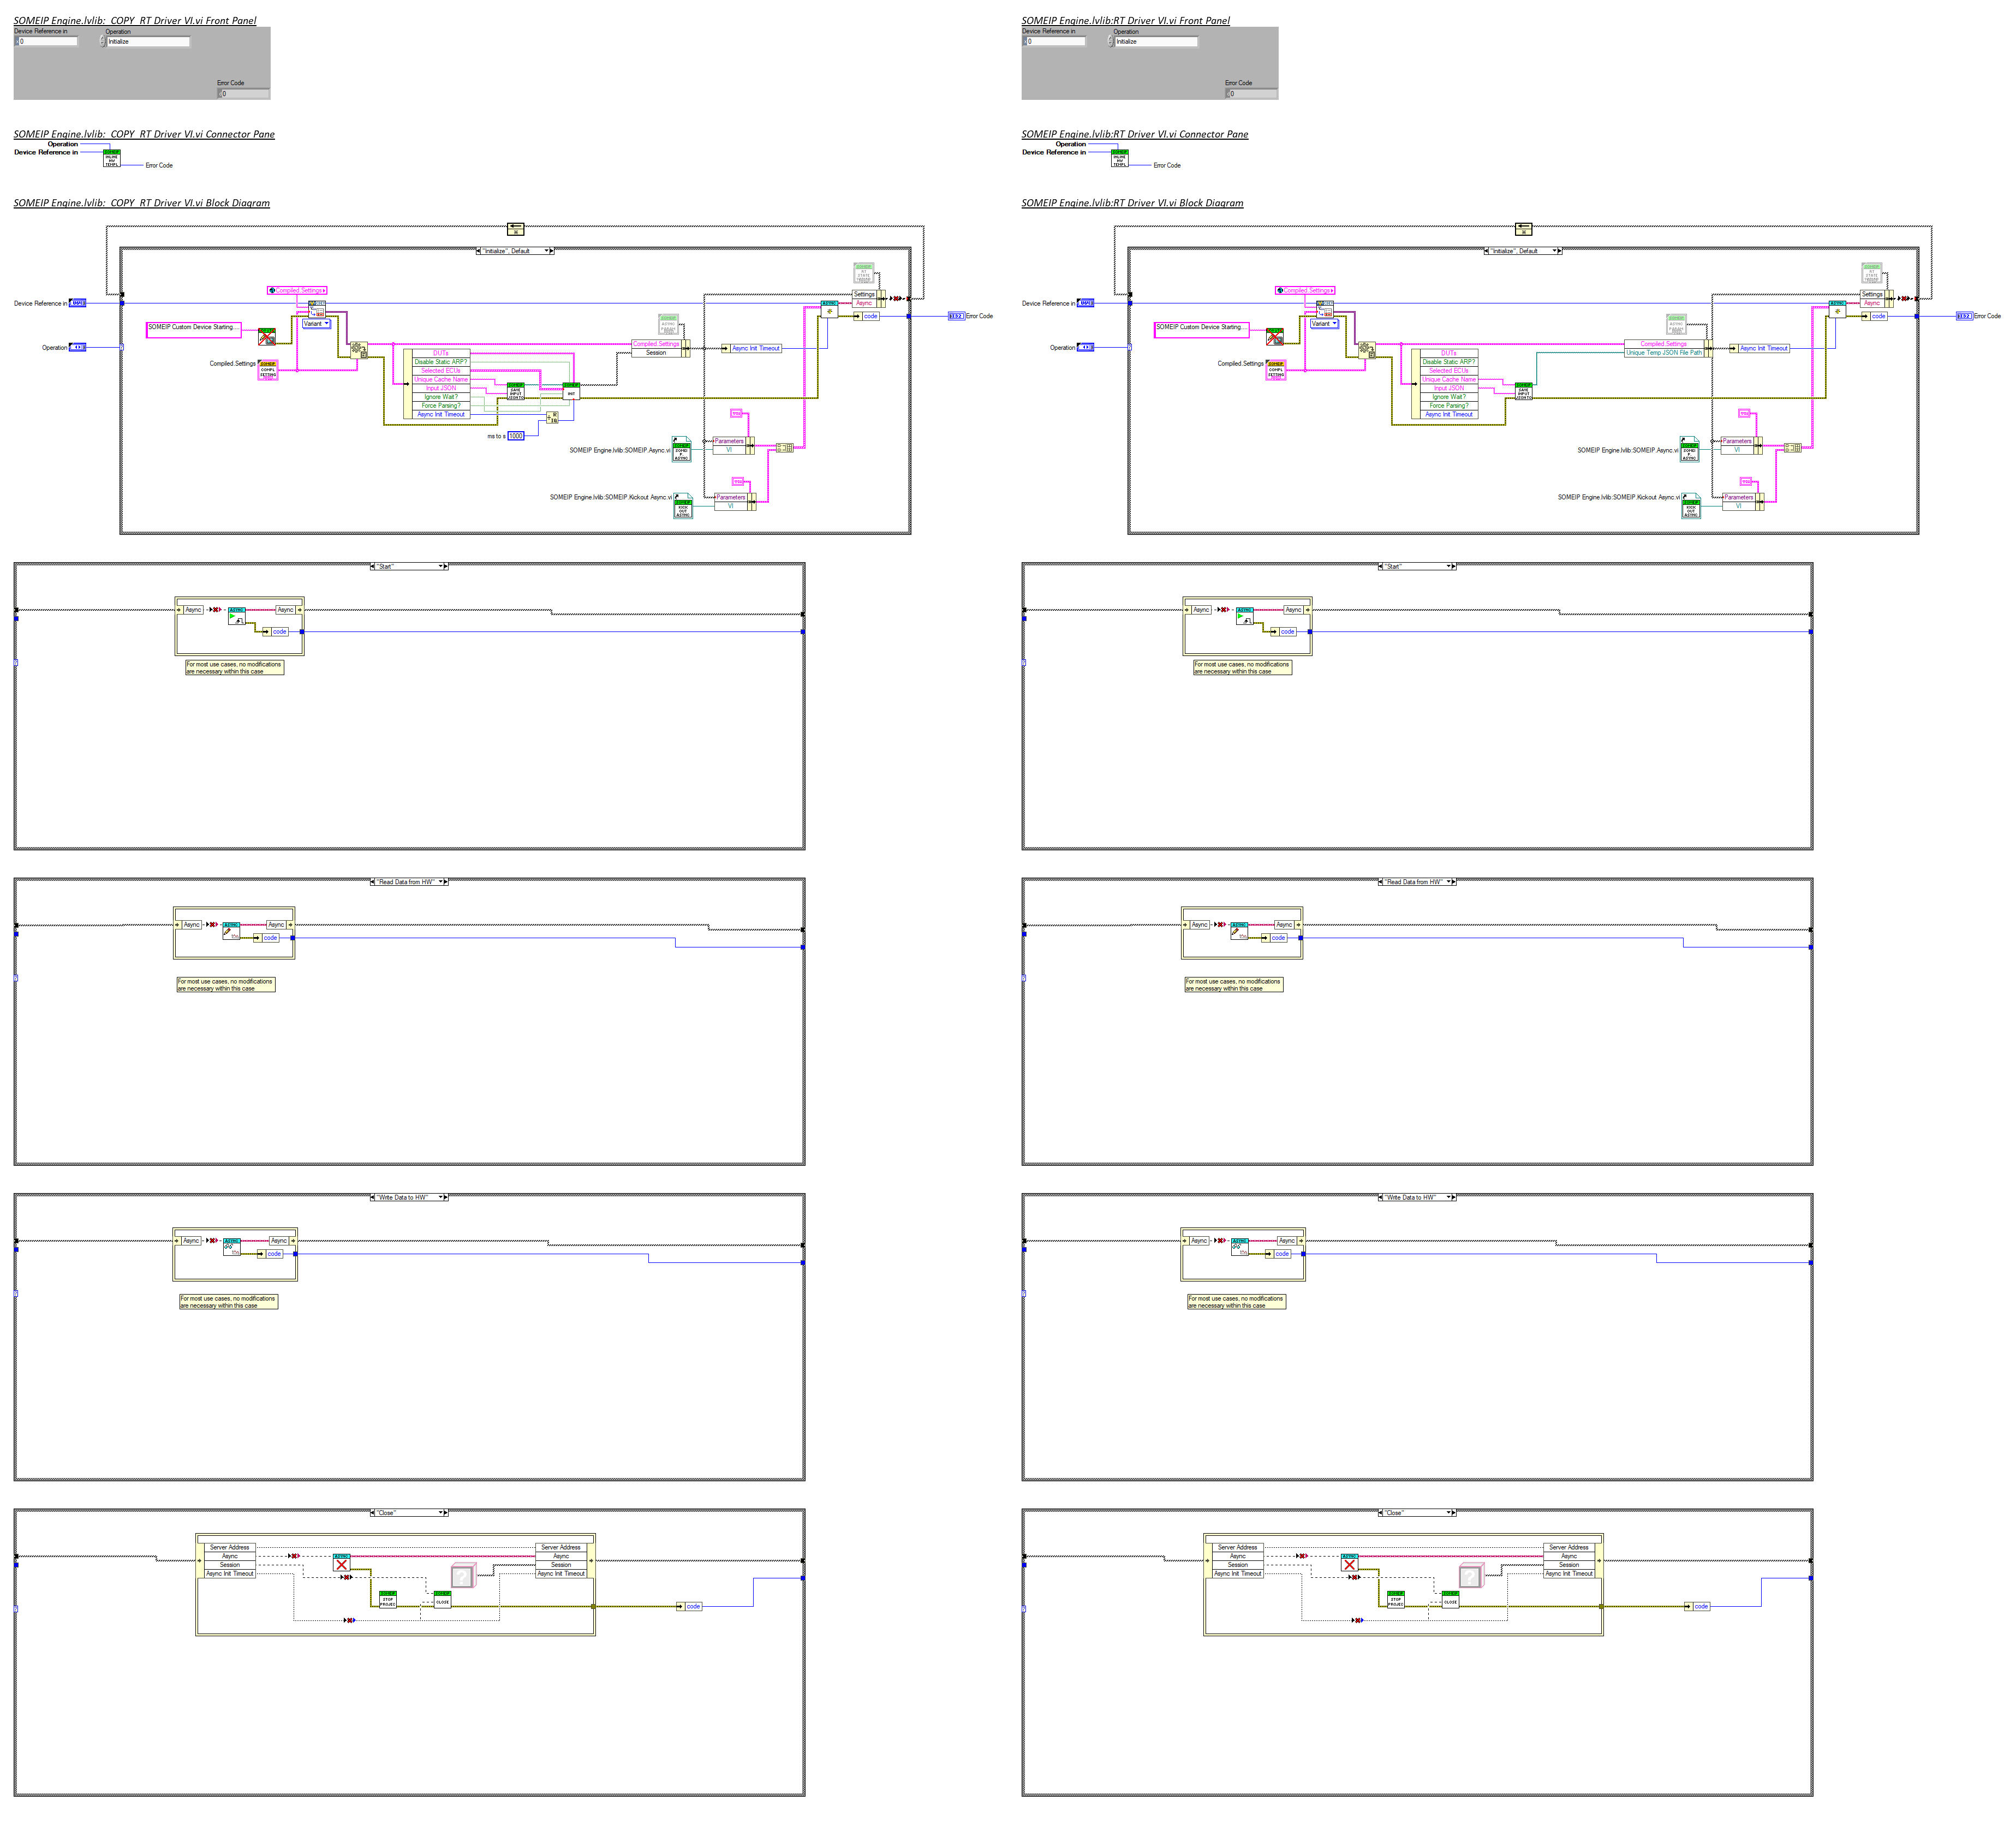 SOMEIP Engine.lvlib:_COPY_RT Driver VI.vi Front Panel
Device Reference in
0
Operation
Initialize
Error Code
0
SOMEIP Engine.lvlib:_COPY_RT Driver VI.vi Connector Pane
Operation
Device Reference in
Error Code
SOMEIP Engine.lvlib:_COPY_RT Driver VI.vi Block Diagram
"Initialize", Default
Device Reference in
Compiled.Settings
Variant
SOMEIP Custom Device Starting...
Operation
Compiled.Settings
DUTs
Disable Static ARP?
Selected ECUs
Unique Cache Name
Input JSON
Ignore Wait?
Force Parsing?
Async Init Timeout
ms to s
1000
Compiled.Settings
Session
Async Init Timeout
Settings
Async
code
Error Code
SOMEIP Engine.lvlib:SOMEIP.Async.vi
Parameters
VI
SOMEIP Engine.lvlib:SOMEIP.Kickout Async.vi
Parameters
VI
"Start"
Async
Async
code
For most use cases, no modifications
are necessary within this case
"Read Data from HW"
Async
Async
code
For most use cases, no modifications
are necessary within this case
"Write Data to HW"
Async
Async
code
For most use cases, no modifications
are necessary within this case
"Close"
Server Address
Async
Session
Async Init Timeout
STOP
CLOSE
Server Address
Async
Session
Async Init Timeout
code
SOMEIP Engine.lvlib:RT Driver VI.vi Front Panel
Device Reference in
0
Operation
Initialize
Error Code
0
SOMEIP Engine.lvlib:RT Driver VI.vi Connector Pane
Operation
Device Reference in
Error Code
SOMEIP Engine.lvlib:RT Driver VI.vi Block Diagram
"Initialize", Default
Device Reference in
Compiled.Settings
Variant
SOMEIP Custom Device Starting...
Operation
Compiled.Settings
DUTs
Disable Static ARP?
Selected ECUs
Unique Cache Name
Input JSON
Ignore Wait?
Force Parsing?
Async Init Timeout
Compiled.Settings
Unique Temp JSON File Path
Async Init Timeout
Settings
Async
code
Error Code
SOMEIP Engine.lvlib:SOMEIP.Async.vi
Parameters
VI
SOMEIP Engine.lvlib:SOMEIP.Kickout Async.vi
Parameters
VI
"Start"
Async
Async
code
For most use cases, no modifications
are necessary within this case
"Read Data from HW"
Async
Async
code
For most use cases, no modifications
are necessary within this case
"Write Data to HW"
Async
Async
code
For most use cases, no modifications
are necessary within this case
"Close"
Server Address
Async
Session
Async Init Timeout
STOP
CLOSE
Server Address
Async
Session
Async Init Timeout
code